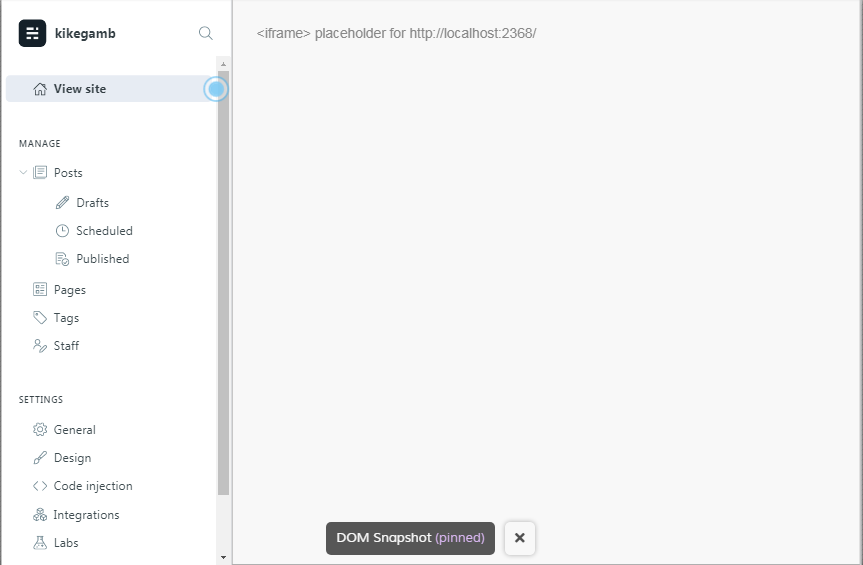 kikegamb
<iframe> placeholder for http://localhost:2368/
View site
MANAGE
Posts
Drafts
Scheduled
Published
Pages
Tags
Staff
SETTINGS
General
Design
Code injection
Integrations
Labs
DOM Snapshot (pinned)